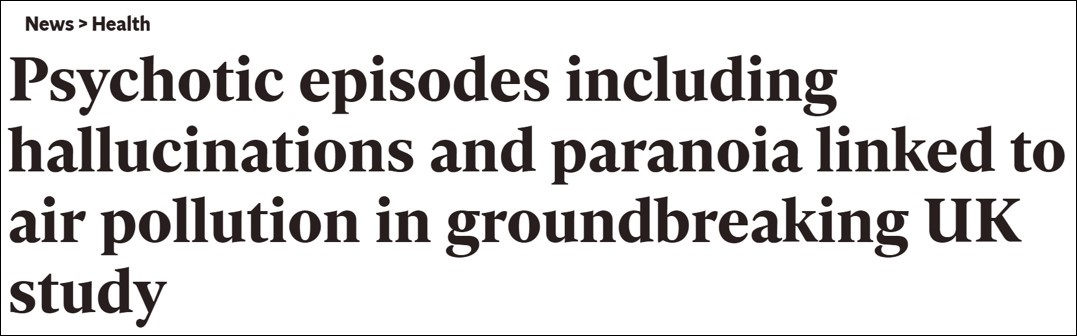 News > Health
Psychotic episodes including
hallucinations and paranoia linked to
air pollution in groundbreaking UK
study